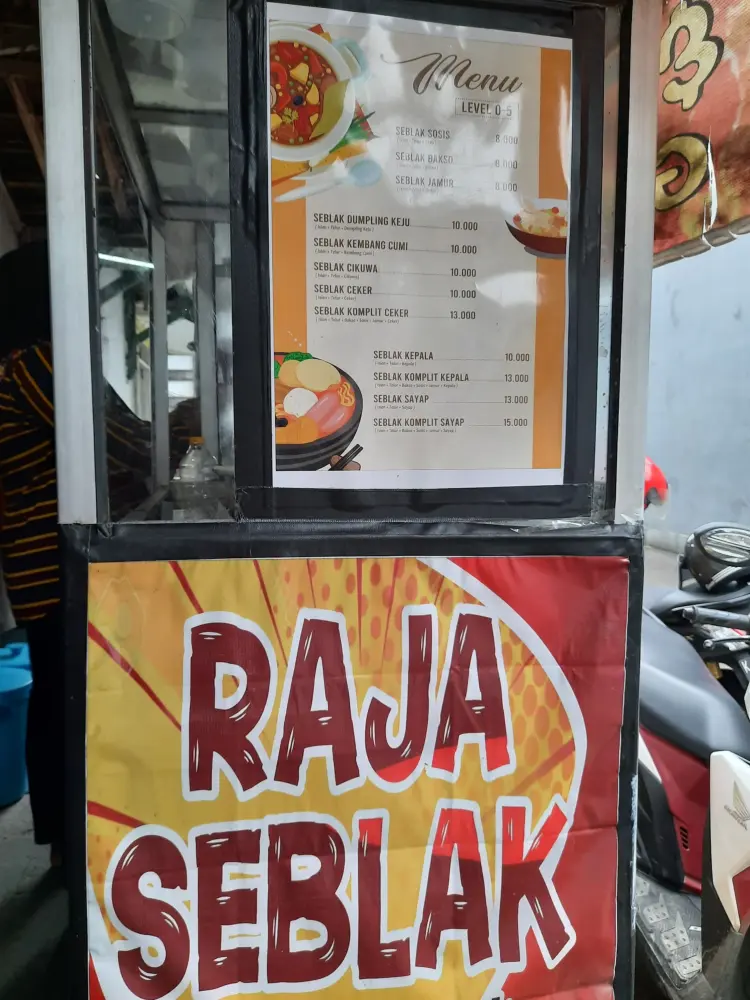 Menu
LEVEL 0-5
SEBLAK SOSIS 8.000
SEBLAK BAKSO 8.000
SEBLAK JAMUR 8.000
SEBLAK DUMPLING KEJU 10.000
SEBLAK KEMBANG CUMI 10.000
SEBLAK CIKUWA 10.000
SEBLAK CEKER 10.000
SEBLAK KOMPLIT CEKER 13.000
SEBLAK KEPALA 10.000
SEBLAK KOMPLIT KEPALA 13.000
SEBLAK SAYAP 13.000
SEBLAK KOMPLIT SAYAP 15.000
RAJA
SEBLAK